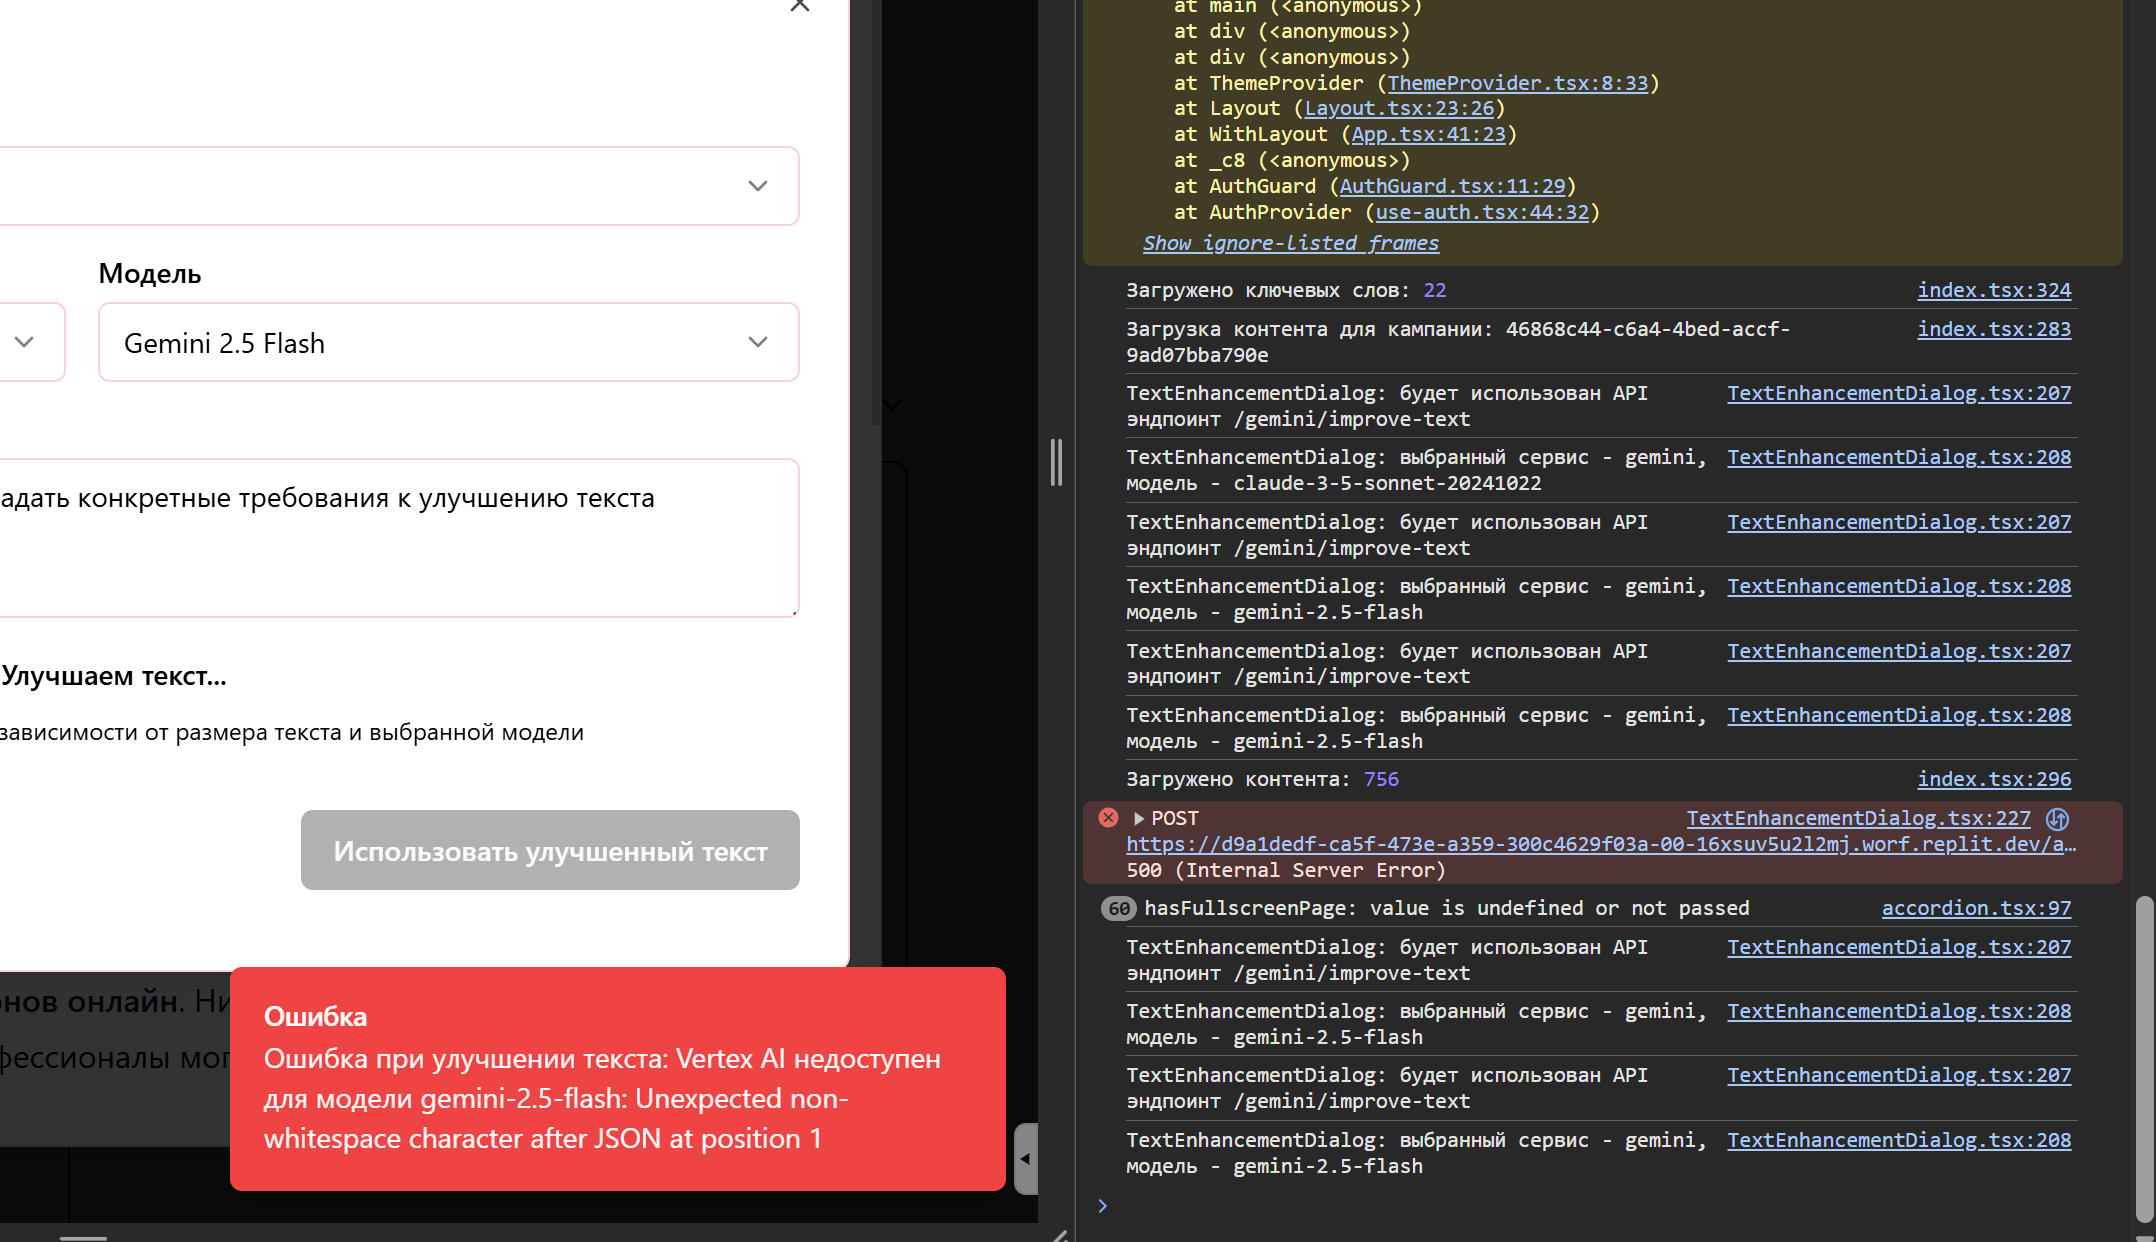 Модель
Gemini 2.5 Flash
адать конкретные требования к улучшению текста
Улучшаем текст...
зависимости от размера текста и выбранной модели
Использовать улучшенный текст
онлайн. Ни
Ошибка
Ошибка при улучшении текста: Vertex AI недоступен
для модели gemini-2.5-flash: Unexpected non-
whitespace character after JSON at position 1
at main (<anonymous>)
at div (<anonymous>)
at div (<anonymous>)
at ThemeProvider (ThemeProvider.tsx:8:33)
at Layout (Layout.tsx:23:26)
at WithLayout (App.tsx:41:23)
at _c8 (<anonymous>)
at AuthGuard (AuthGuard.tsx:11:29)
at AuthProvider (use-auth.tsx:44:32)
Show ignore-listed frames
Загружено ключевых слов: 22 index.tsx:324
Загрузка контента для кампании: 46868c44-c6a4-4bed-accf- index.tsx:283
9ad07bba790e
TextEnhancementDialog: будет использован API TextEnhancementDialog.tsx:207
эндпоинт /gemini/improve-text
TextEnhancementDialog: выбранный сервис - gemini, TextEnhancementDialog.tsx:208
модель - claude-3-5-sonnet-20241022
TextEnhancementDialog: будет использован API TextEnhancementDialog.tsx:207
эндпоинт /gemini/improve-text
TextEnhancementDialog: выбранный сервис - gemini, TextEnhancementDialog.tsx:208
модель - gemini-2.5-flash
TextEnhancementDialog: будет использован API TextEnhancementDialog.tsx:207
эндпоинт /gemini/improve-text
TextEnhancementDialog: выбранный сервис - gemini, TextEnhancementDialog.tsx:208
модель - gemini-2.5-flash
Загружено контента: 756 index.tsx:296
POST TextEnhancementDialog.tsx:227
https://d9a1dedf-ca5f-473e-a359-300c4629f03a-00-16xsuv5u2l2mj.worf.replit.dev/a…
500 (Internal Server Error)
60 hasFullscreenPage: value is undefined or not passed accordion.tsx:97
TextEnhancementDialog: будет использован API TextEnhancementDialog.tsx:207
эндпоинт /gemini/improve-text
TextEnhancementDialog: выбранный сервис - gemini, TextEnhancementDialog.tsx:208
модель - gemini-2.5-flash
TextEnhancementDialog: будет использован API TextEnhancementDialog.tsx:207
эндпоинт /gemini/improve-text
TextEnhancementDialog: выбранный сервис - gemini, TextEnhancementDialog.tsx:208
модель - gemini-2.5-flash